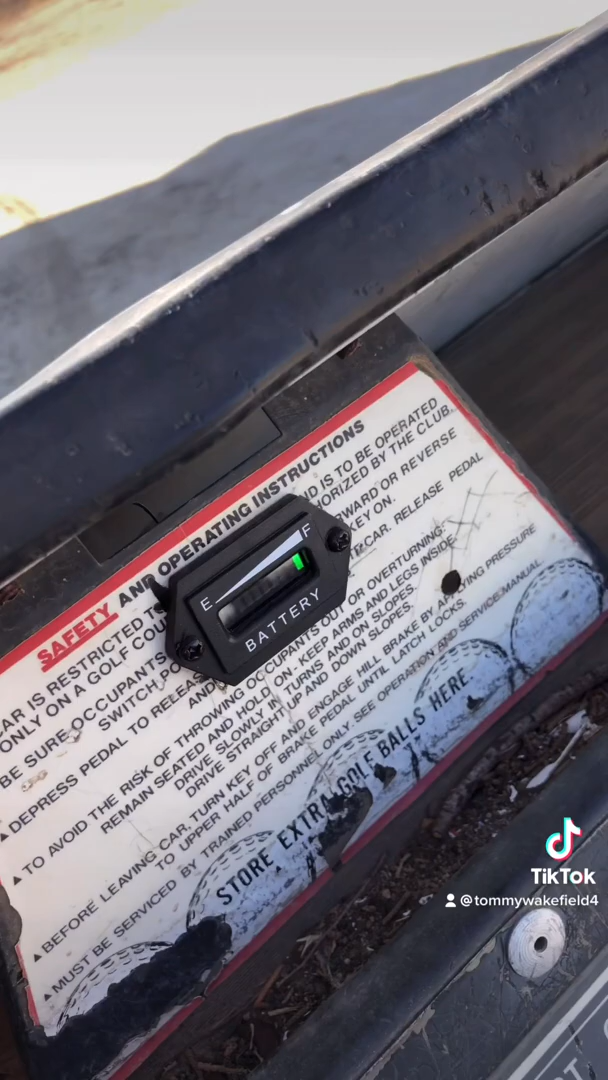 SAFETY AND OPERATING INSTRUCTIONS
CAR IS RESTRICTED T ND IS TO BE OPERATED
ONLY ON A GOLF COU HORIZED BY THE CLUB.
BE SURE OCCUPANTS RWARD OR REVERSE
SWITCH, KEY ON.
▲DEPRESS PEDAL TO RELEAS CAR. RELEASE PEDAL
▲TO AVOID THE RISK OF THROWING OCCUPANTS OUT OR OVERTURNING.
REMAIN SEATED AND HOLD ON. KEEP ARMS AND LEGS INSIDE.
DRIVE SLOWLY IN TURNS AND ON SLOPES.
DRIVE STRAIGHT UP AND DOWN SLOPES.
▲BEFORE LEAVING CAR, TURN KEY OFF AND ENGAGE HILL BRAKE BY APPLYING PRESSURE
TO UPPER HALF OF BRAKE PEDAL UNTIL LATCH LOCKS.
▲MUST BE SERVICED BY TRAINED PERSONNEL ONLY SEE OPERATION AND SERVICE MANUAL
STORE EXTRA GOLF BALLS HERE
E F
BATTERY
TikTok
@tommywakefield4